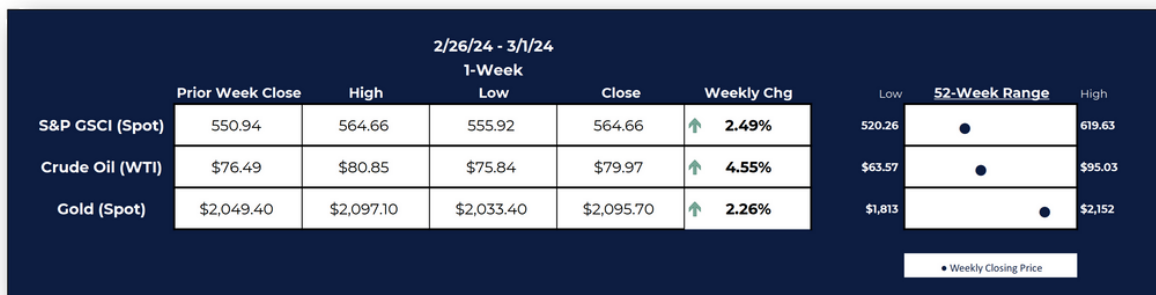 2/26/24 - 3/1/24
1-Week
Prior Week Close High Low Close Weekly Chg Low 52-Week Range High
S&P GSCI (Spot) 550.94 564.66 555.92 564.66 2.49% 520.26 619.63
Crude Oil (WTI) $76.49 $80.85 $75.84 $79.97 4.55% $63.57 $95.03
Gold (Spot) $2,049.40 $2,097.10 $2,033.40 $2,095.70 2.26% $1,813 $2,152
Weekly Closing Price